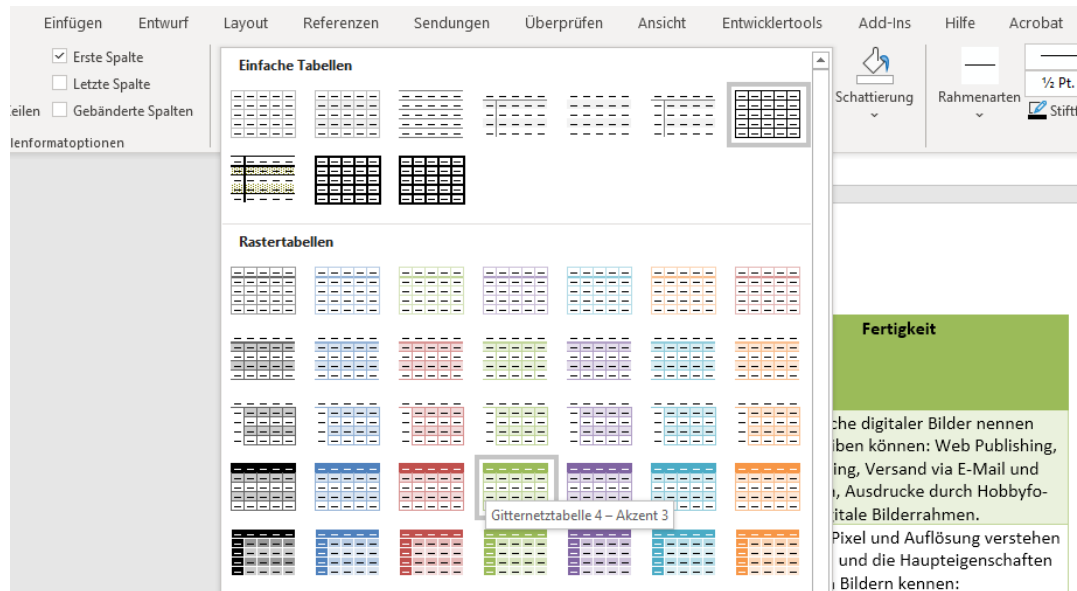 Einfügen Entwurf Layout Referenzen Sendungen Überprüfen Ansicht Entwicklertools Add-Ins Hilfe Acrobat
Erste Spalte
Letzte Spalte
eilen Gebänderte Spalten
lenformatoptionen
Einfache Tabellen
Schattierung
Rahmenarten
½ Pt.
Stiftf
Rastertabellen
Gitternetztabelle 4 – Akzent 3
Fertigkeit
che digitaler Bilder nennen
iben können: Web Publishing,
ing, Versand via E-Mail und
, Ausdrucke durch Hobbyfo-
itale Bilderrahmen.
Pixel und Auflösung verstehen
und die Haupteigenschaften
Bildern kennen: